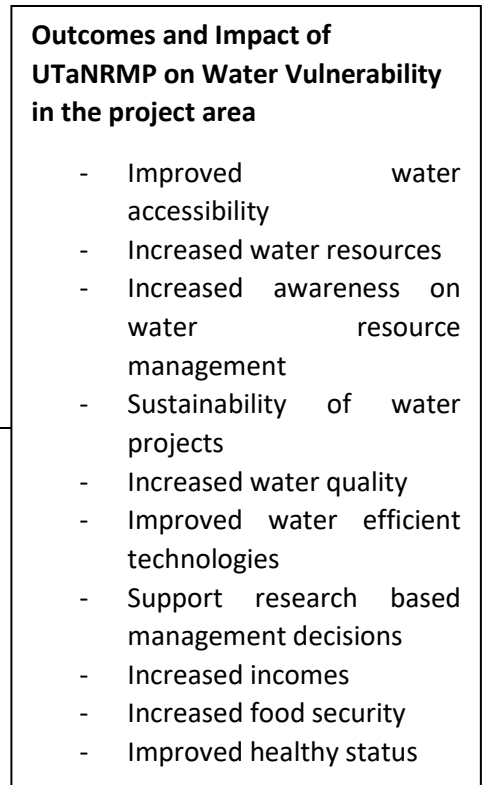 Outcomes and Impact of
UTaNRMP on Water Vulnerability
in the project area
- Improved water
accessibility
- Increased water resources
- Increased awareness on
water resource
management
- Sustainability of water
projects
- Increased water quality
- Improved water efficient
technologies
- Support research based
management decisions
- Increased incomes
- Increased food security
- Improved healthy status